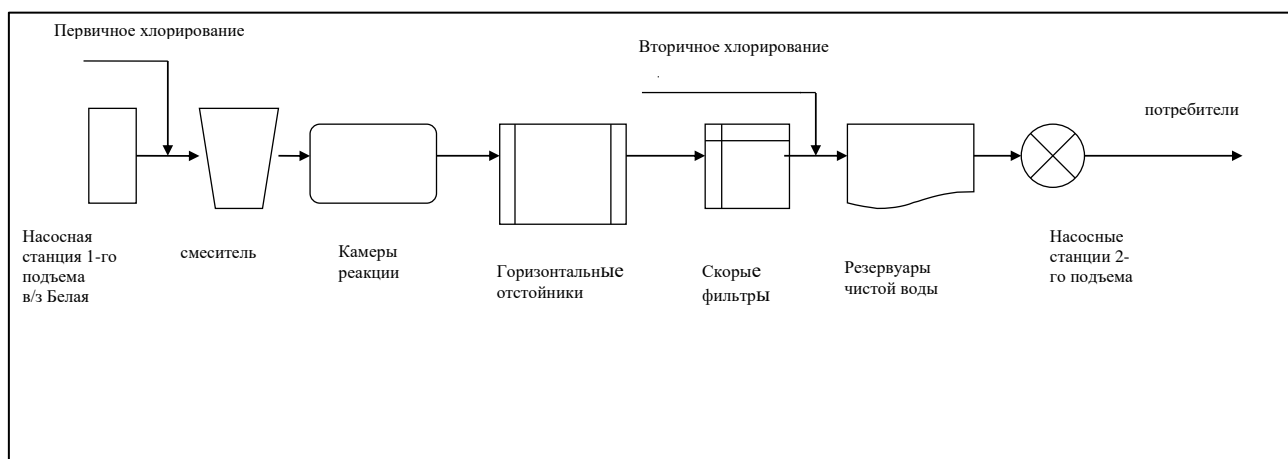 Первичное хлорирование
Вторичное хлорирование
потребители
Насосная
станция 1-го
подъема
в/з Белая
смеситель
Камеры
реакции
Горизонтальные
отстойники
Скорые
фильтры
Резервуары
чистой воды
Насосные
станции 2-
го подъема